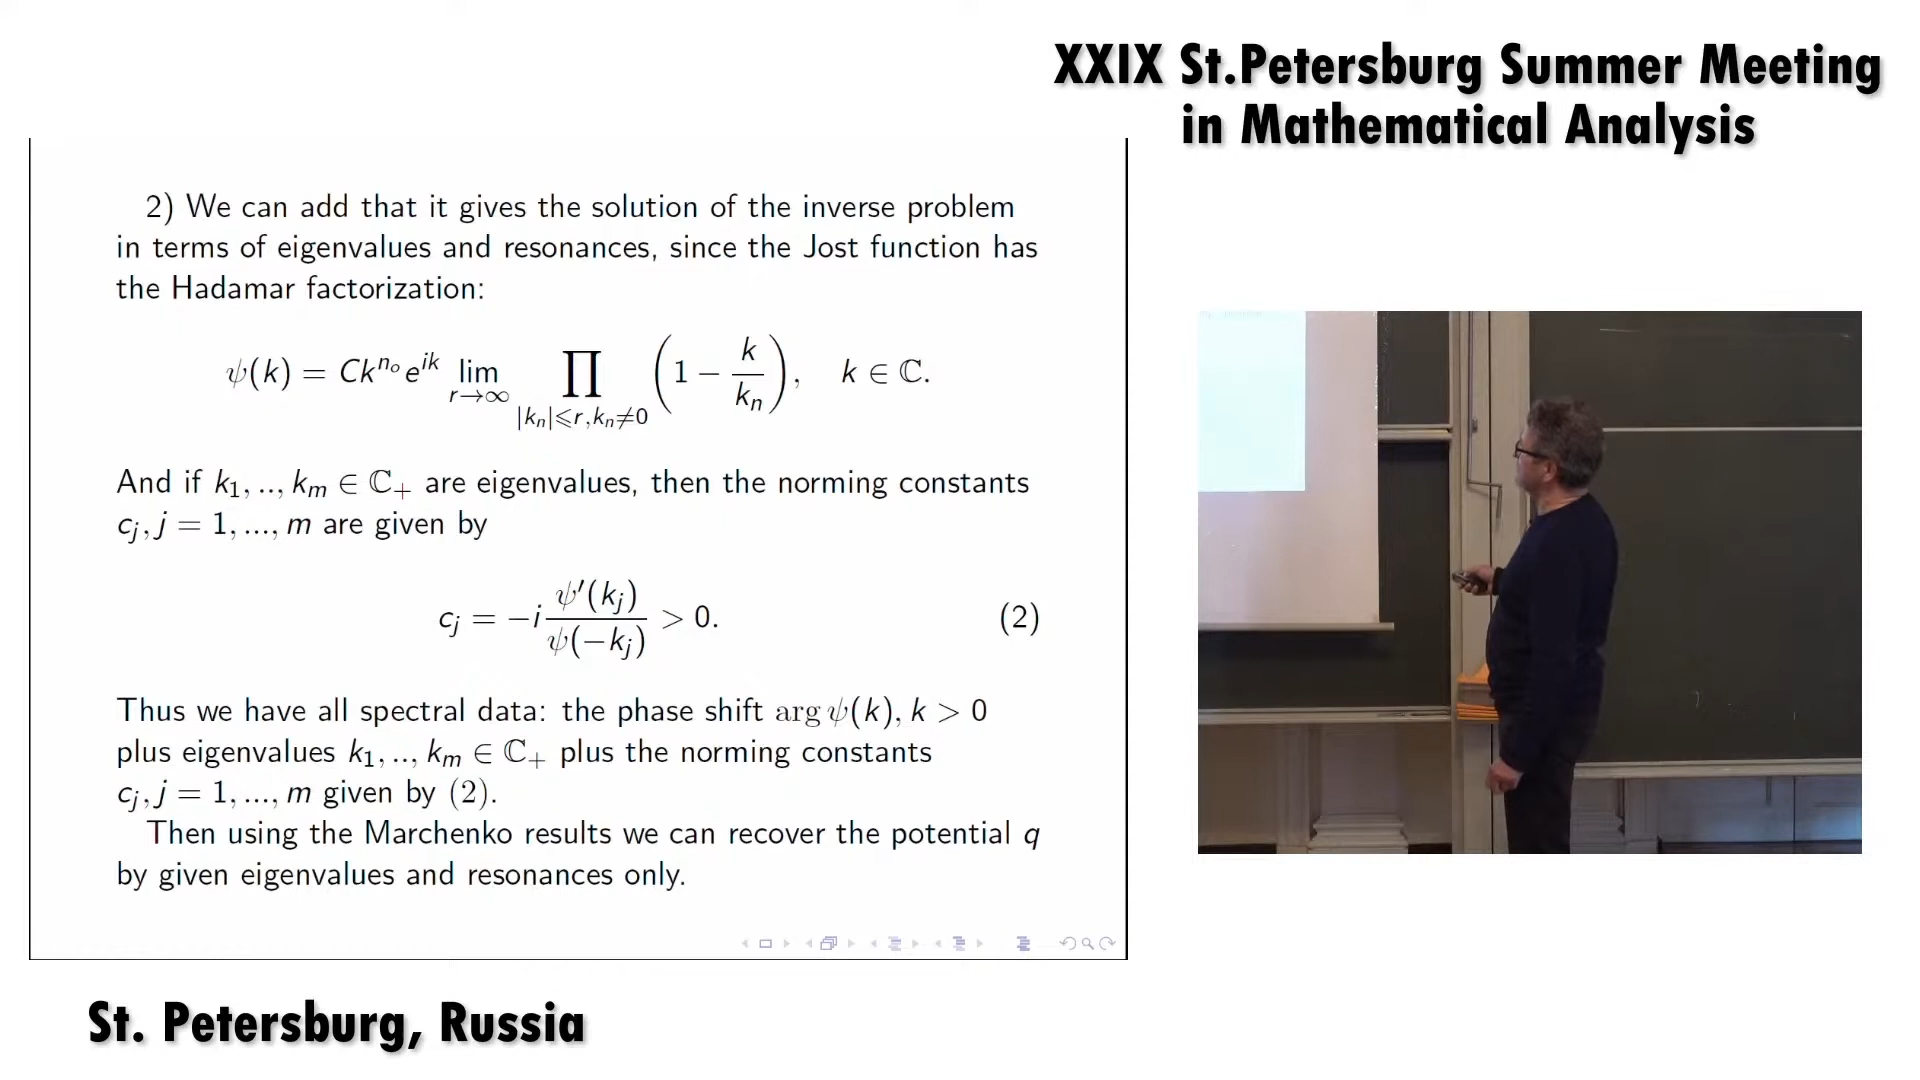 XXIX St.Petersburg Summer Meeting
in Mathematical Analysis
2) We can add that it gives the solution of the inverse problem
in terms of eigenvalues and resonances, since the Jost function has
the Hadamar factorization:
ψ(k) = Ck^{n_o} e^{ik} lim_{r→∞} ∏_{|k_n|⩽r, k_n≠0} (1 − k/k_n), k ∈ ℂ.
And if k_1, .., k_m ∈ ℂ_+ are eigenvalues, then the norming constants
c_j, j = 1, ..., m are given by
c_j = −i ψ′(k_j)/ψ(−k_j) > 0. (2)
Thus we have all spectral data: the phase shift arg ψ(k), k > 0
plus eigenvalues k_1, .., k_m ∈ ℂ_+ plus the norming constants
c_j, j = 1, ..., m given by (2).
Then using the Marchenko results we can recover the potential q
by given eigenvalues and resonances only.
St. Petersburg, Russia